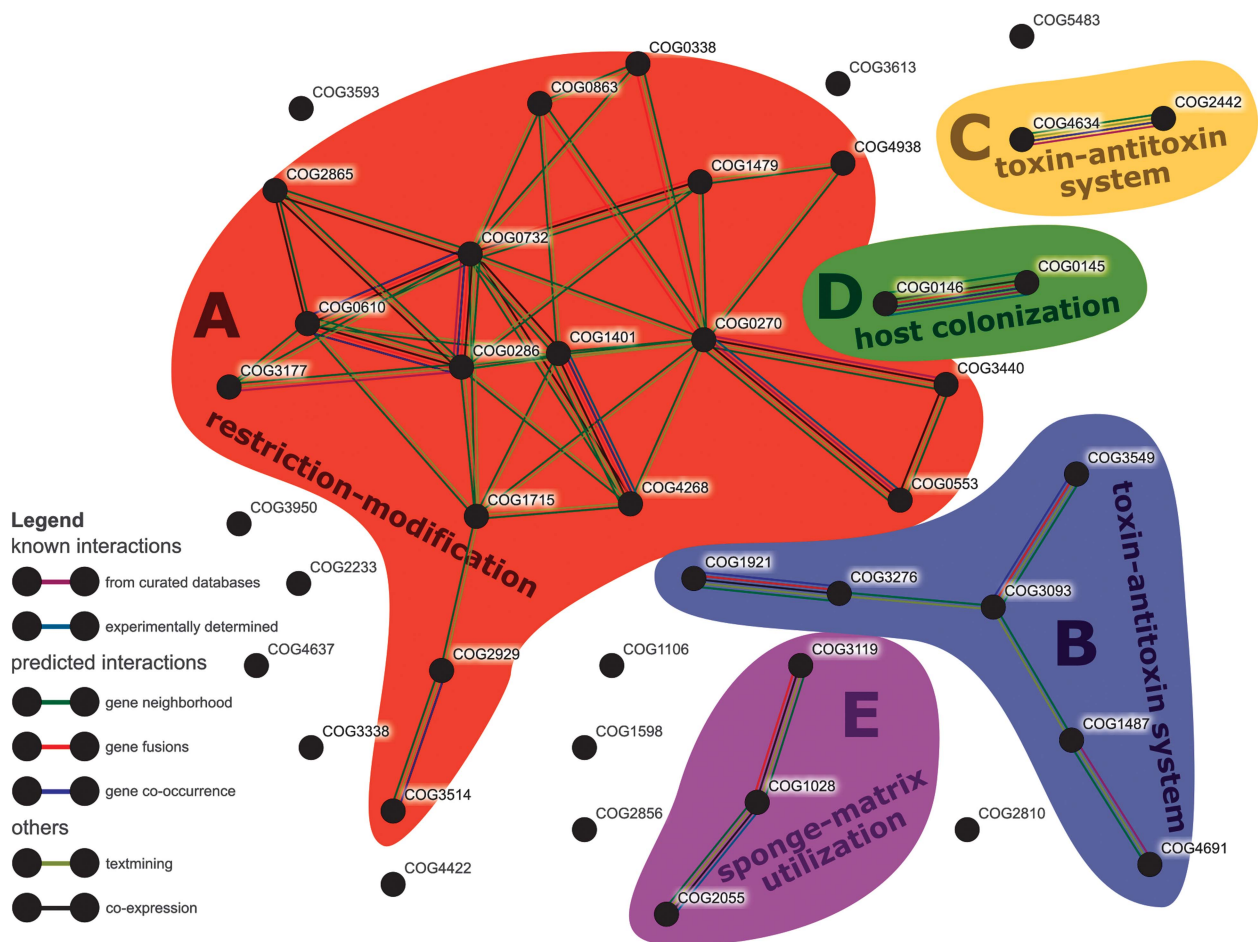 COG5483
COG0338
COG3613
COG0863
COG3593
COG2442
COG4634
C
toxin-antitoxin
system
COG4938
COG1479
COG2865
COG0732
COG0145
COG0146
D
host colonization
A
COG0610
COG0270
COG1401
COG0286
COG3177
COG3440
restriction-modification
COG3549
COG0553
COG4268
COG1715
toxin-antitoxin system
COG3950
Legend
known interactions
from curated databases
experimentally determined
predicted interactions
gene neighborhood
gene fusions
gene co-occurrence
others
textmining
co-expression
COG2233
COG1921
COG3276
COG3093
B
COG4637
COG2929
COG1106
COG3119
E
COG3338
COG1598
COG1487
COG3514
COG1028
sponge-matrix
utilization
COG2856
COG2810
COG4691
COG4422
COG2055